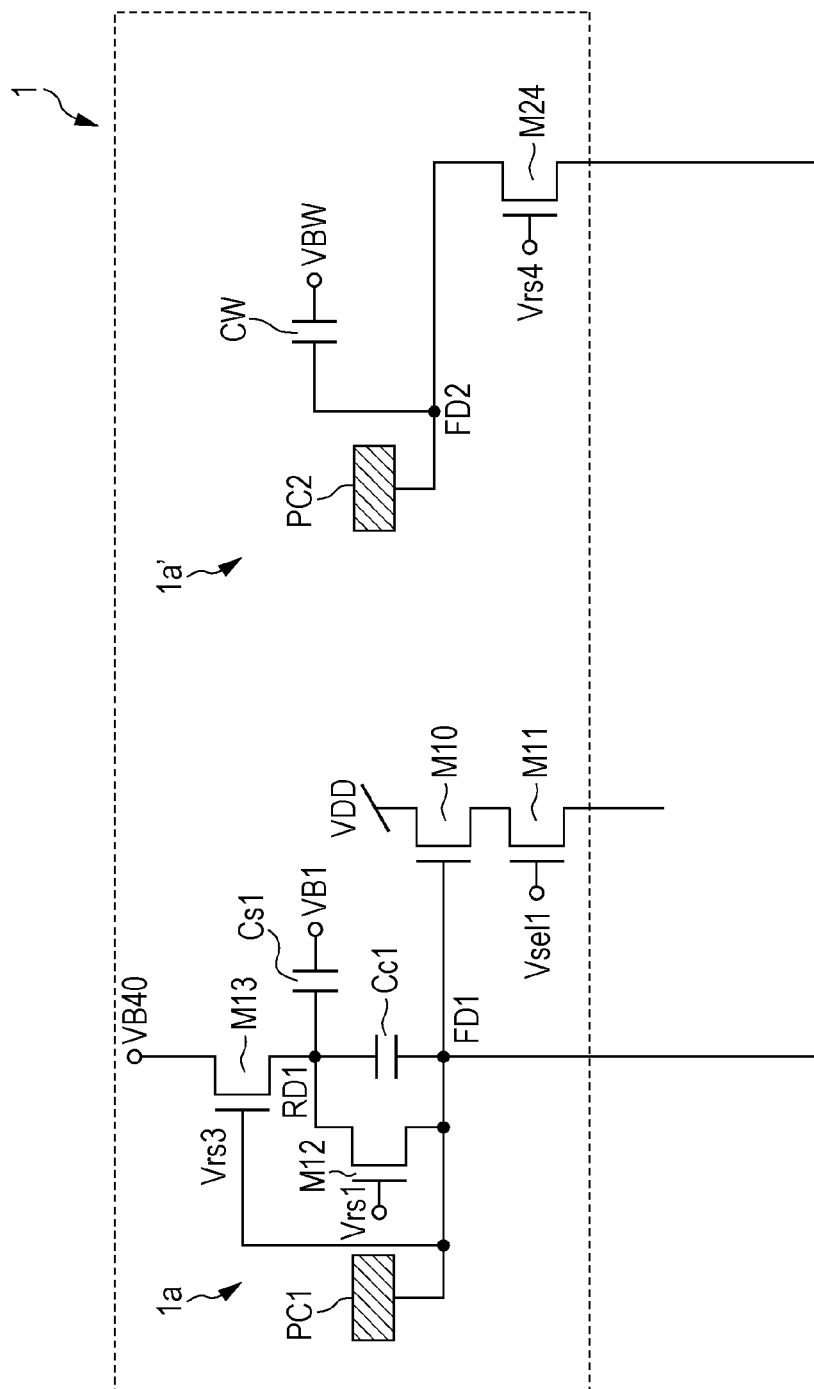 1
1a
VB40
Vrs3
M13
Cs1
VB1
RD1
Cc1
M12
Vrs1
PC1
FD1
VDD
M10
M11
Vsel1
1a'
PC2
CW
VBW
FD2
M24
Vrs4